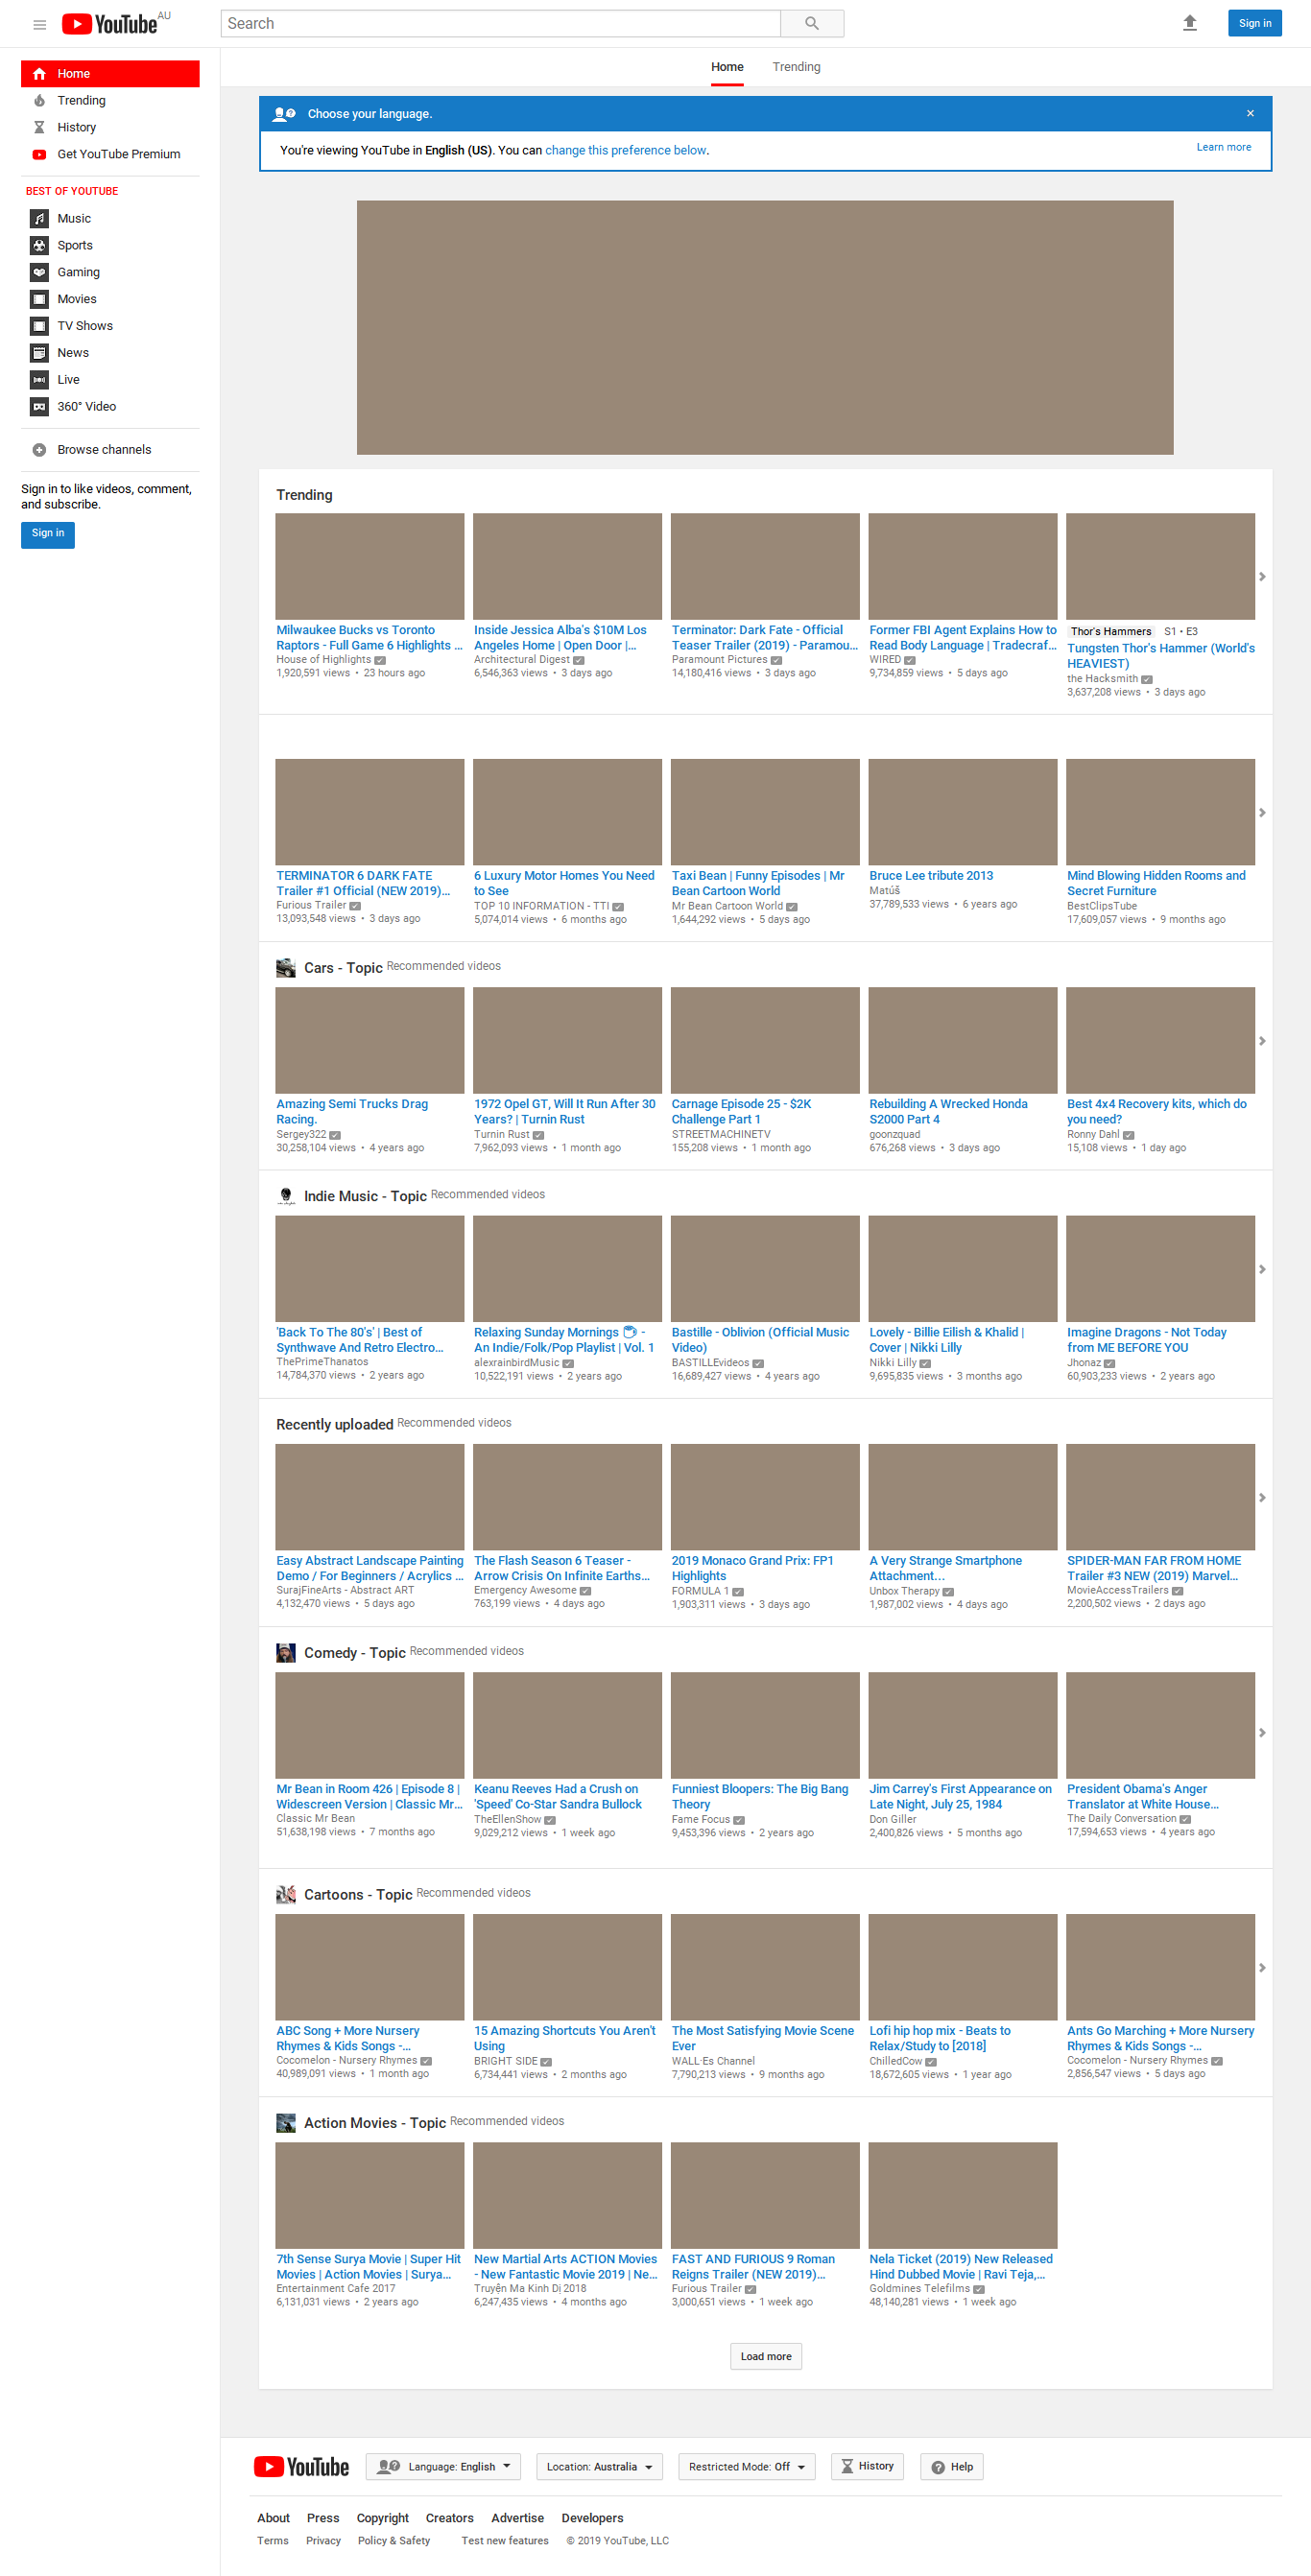 YouTube AU
Search
Sign in
Home
Trending
History
Get YouTube Premium
BEST OF YOUTUBE
Music
Sports
Gaming
Movies
TV Shows
News
Live
360° Video
Browse channels
Sign in to like videos, comment,
and subscribe.
Sign in
Home Trending
Choose your language. ×
You're viewing YouTube in English (US). You can change this preference below.
Learn more
Trending
Milwaukee Bucks vs Toronto
Raptors - Full Game 6 Highlights ...
House of Highlights
1,920,591 views • 23 hours ago
Inside Jessica Alba's $10M Los
Angeles Home | Open Door |...
Architectural Digest
6,546,363 views • 3 days ago
Terminator: Dark Fate - Official
Teaser Trailer (2019) - Paramou...
Paramount Pictures
14,180,416 views • 3 days ago
Former FBI Agent Explains How to
Read Body Language | Tradecraf...
WIRED
9,734,859 views • 5 days ago
Thor's Hammers S1 • E3
Tungsten Thor's Hammer (World's
HEAVIEST)
the Hacksmith
3,637,208 views • 3 days ago
TERMINATOR 6 DARK FATE
Trailer #1 Official (NEW 2019)...
Furious Trailer
13,093,548 views • 3 days ago
6 Luxury Motor Homes You Need
to See
TOP 10 INFORMATION - TTI
5,074,014 views • 6 months ago
Taxi Bean | Funny Episodes | Mr
Bean Cartoon World
Mr Bean Cartoon World
1,644,292 views • 5 days ago
Bruce Lee tribute 2013
Matúš
37,789,533 views • 6 years ago
Mind Blowing Hidden Rooms and
Secret Furniture
BestClipsTube
17,609,057 views • 9 months ago
Cars - Topic Recommended videos
Amazing Semi Trucks Drag
Racing.
Sergey322
30,258,104 views • 4 years ago
1972 Opel GT, Will It Run After 30
Years? | Turnin Rust
Turnin Rust
7,962,093 views • 1 month ago
Carnage Episode 25 - $2K
Challenge Part 1
STREETMACHINETV
155,208 views • 1 month ago
Rebuilding A Wrecked Honda
S2000 Part 4
goonzquad
676,268 views • 3 days ago
Best 4x4 Recovery kits, which do
you need?
Ronny Dahl
15,108 views • 1 day ago
Indie Music - Topic Recommended videos
'Back To The 80's' | Best of
Synthwave And Retro Electro...
ThePrimeThanatos
14,784,370 views • 2 years ago
Relaxing Sunday Mornings ☕ -
An Indie/Folk/Pop Playlist | Vol. 1
alexrainbirdMusic
10,522,191 views • 2 years ago
Bastille - Oblivion (Official Music
Video)
BASTILLEvideos
16,689,427 views • 4 years ago
Lovely - Billie Eilish & Khalid |
Cover | Nikki Lilly
Nikki Lilly
9,695,835 views • 3 months ago
Imagine Dragons - Not Today
from ME BEFORE YOU
Jhonaz
60,903,233 views • 2 years ago
Recently uploaded Recommended videos
Easy Abstract Landscape Painting
Demo / For Beginners / Acrylics ...
SurajFineArts - Abstract ART
4,132,470 views • 5 days ago
The Flash Season 6 Teaser -
Arrow Crisis On Infinite Earths...
Emergency Awesome
763,199 views • 4 days ago
2019 Monaco Grand Prix: FP1
Highlights
FORMULA 1
1,903,311 views • 3 days ago
A Very Strange Smartphone
Attachment...
Unbox Therapy
1,987,002 views • 4 days ago
SPIDER-MAN FAR FROM HOME
Trailer #3 NEW (2019) Marvel...
MovieAccessTrailers
2,200,502 views • 2 days ago
Comedy - Topic Recommended videos
Mr Bean in Room 426 | Episode 8 |
Widescreen Version | Classic Mr...
Classic Mr Bean
51,638,198 views • 7 months ago
Keanu Reeves Had a Crush on
'Speed' Co-Star Sandra Bullock
TheEllenShow
9,029,212 views • 1 week ago
Funniest Bloopers: The Big Bang
Theory
Fame Focus
9,453,396 views • 2 years ago
Jim Carrey's First Appearance on
Late Night, July 25, 1984
Don Giller
2,400,826 views • 5 months ago
President Obama's Anger
Translator at White House...
The Daily Conversation
17,594,653 views • 4 years ago
Cartoons - Topic Recommended videos
ABC Song + More Nursery
Rhymes & Kids Songs -...
Cocomelon - Nursery Rhymes
40,989,091 views • 1 month ago
15 Amazing Shortcuts You Aren't
Using
BRIGHT SIDE
6,734,441 views • 2 months ago
The Most Satisfying Movie Scene
Ever
WALL·Es Channel
7,790,213 views • 9 months ago
Lofi hip hop mix - Beats to
Relax/Study to [2018]
ChilledCow
18,672,605 views • 1 year ago
Ants Go Marching + More Nursery
Rhymes & Kids Songs -...
Cocomelon - Nursery Rhymes
2,856,547 views • 5 days ago
Action Movies - Topic Recommended videos
7th Sense Surya Movie | Super Hit
Movies | Action Movies | Surya...
Entertainment Cafe 2017
6,131,031 views • 2 years ago
New Martial Arts ACTION Movies
- New Fantastic Movie 2019 | Ne...
Truyện Ma Kinh Dị 2018
6,247,435 views • 4 months ago
FAST AND FURIOUS 9 Roman
Reigns Trailer (NEW 2019)...
Furious Trailer
3,000,651 views • 1 week ago
Nela Ticket (2019) New Released
Hind Dubbed Movie | Ravi Teja,...
Goldmines Telefilms
48,140,281 views • 1 week ago
Load more
YouTube Language: English Location: Australia Restricted Mode: Off History Help
About Press Copyright Creators Advertise Developers
Terms Privacy Policy & Safety Test new features © 2019 YouTube, LLC